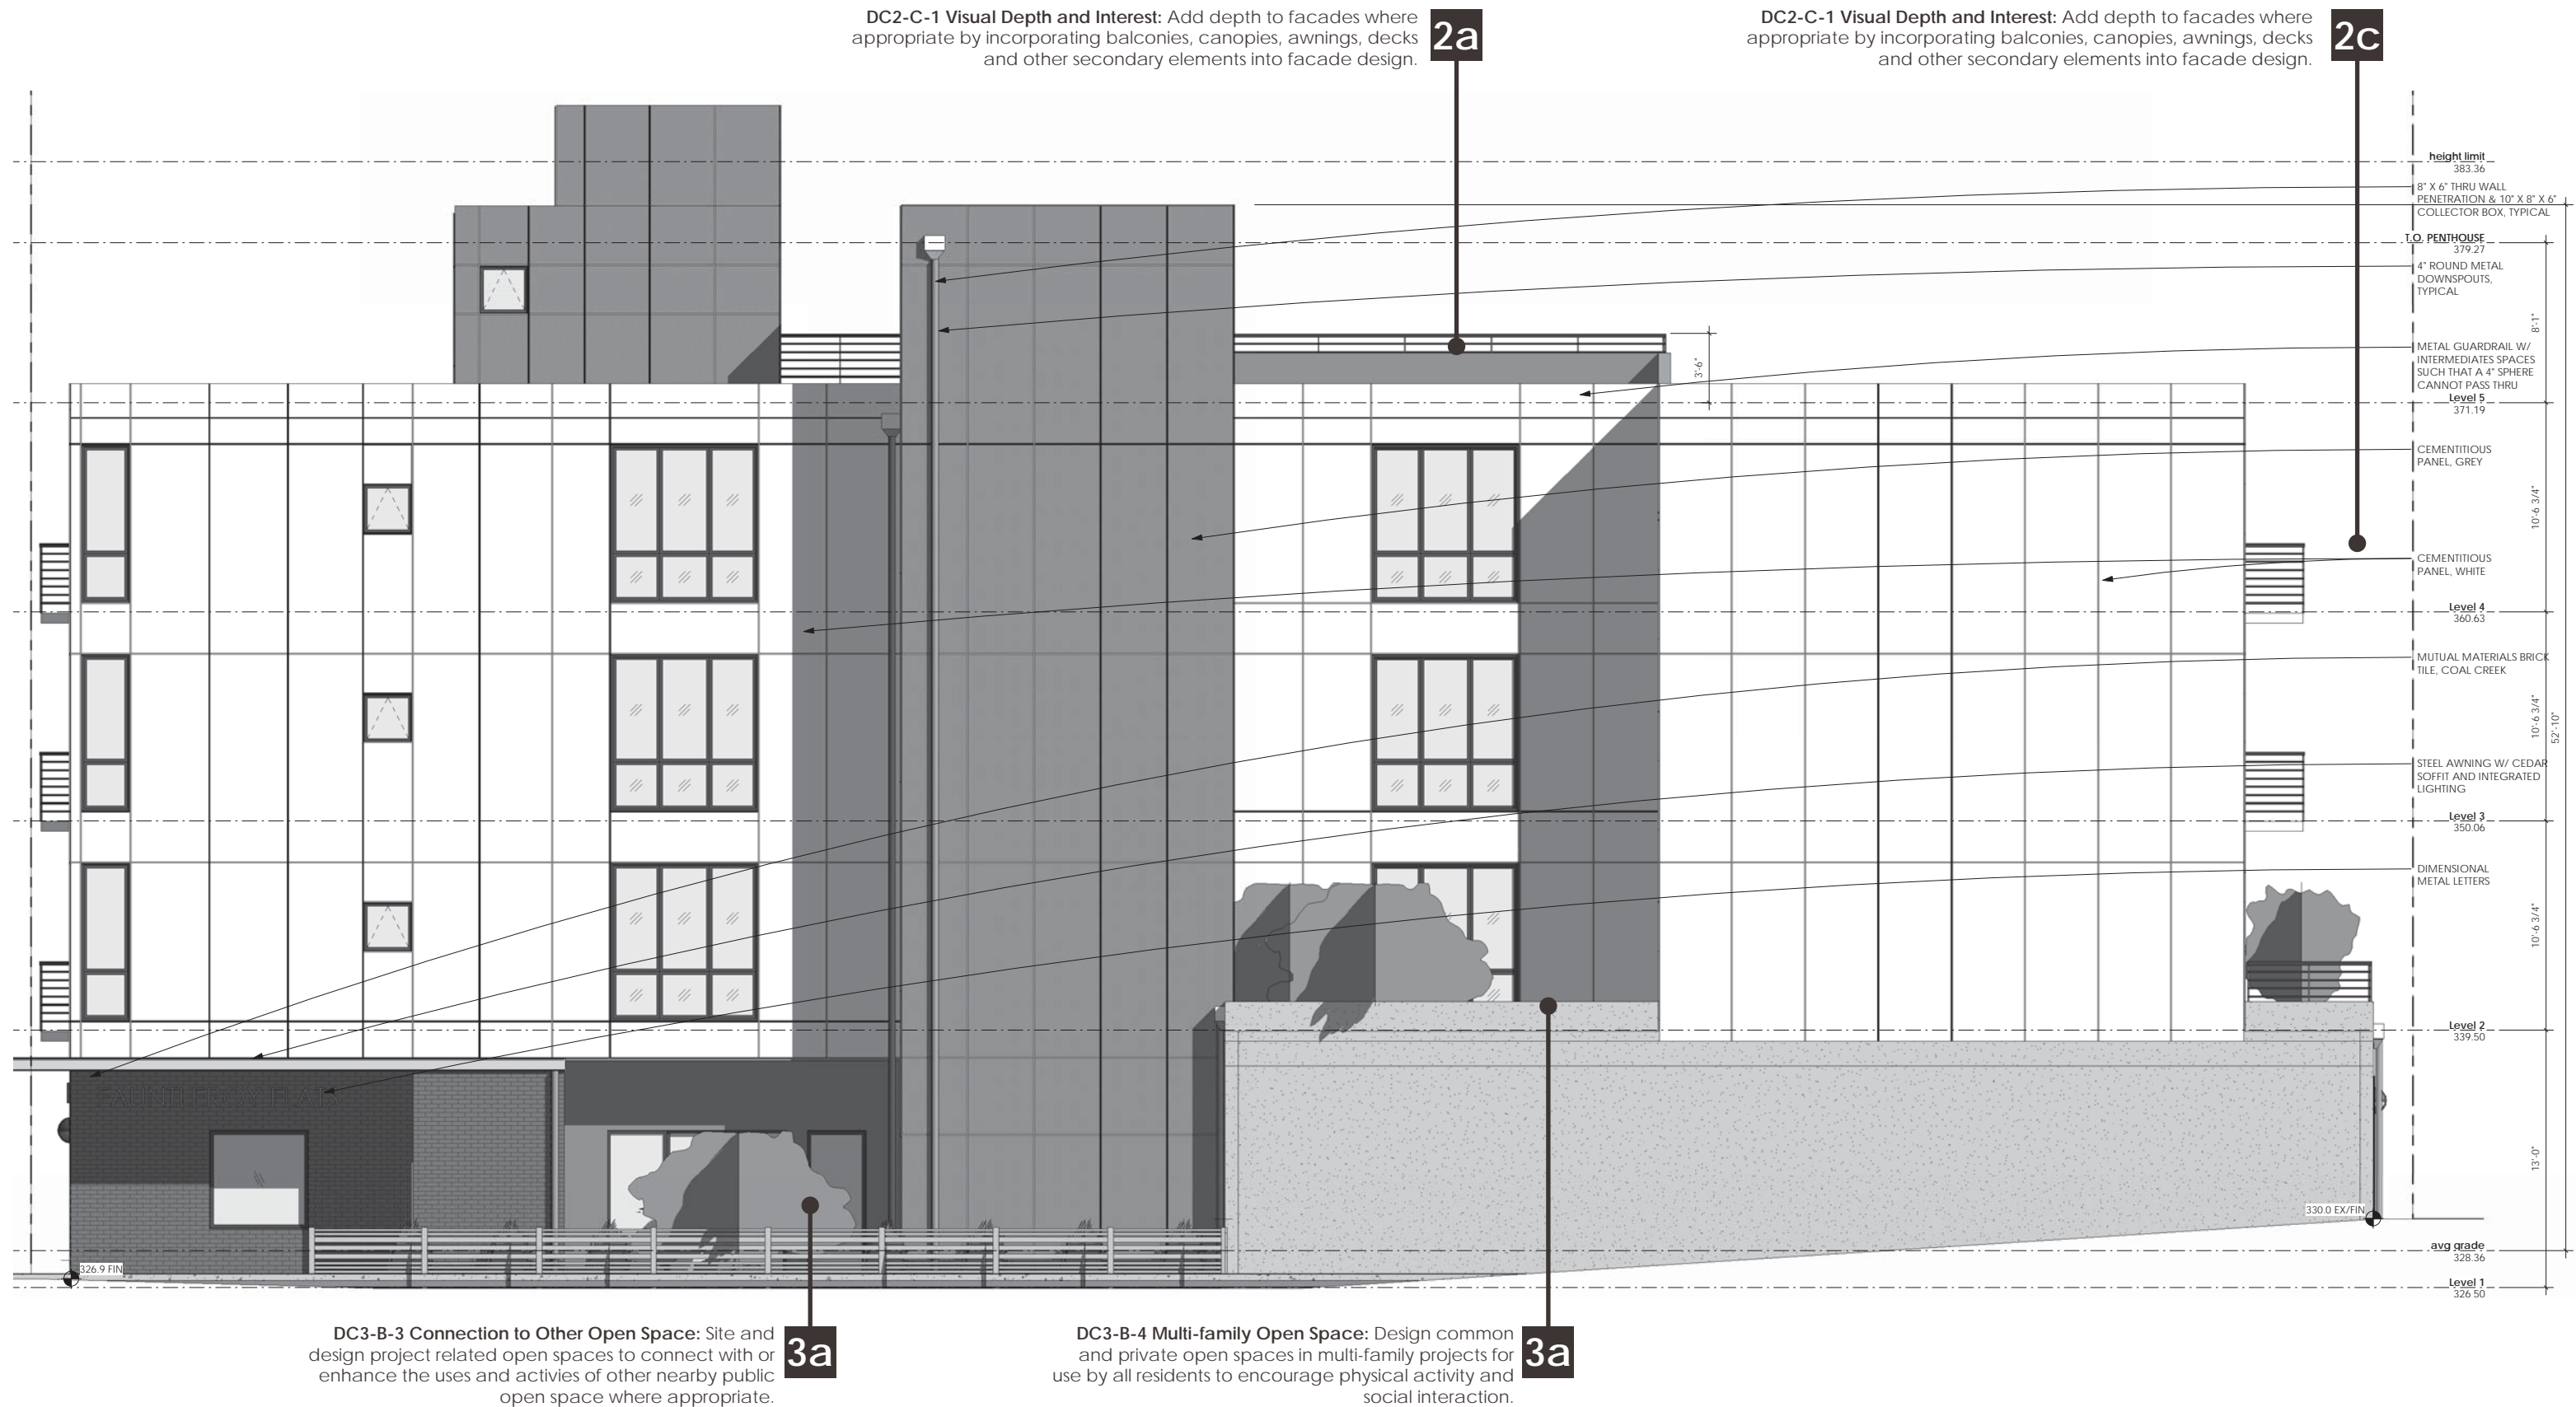 DC2-C-1 Visual Depth and Interest: Add depth to facades where
appropriate by incorporating balconies, canopies, awnings, decks
and other secondary elements into facade design.
2a
DC2-C-1 Visual Depth and Interest: Add depth to facades where
appropriate by incorporating balconies, canopies, awnings, decks
and other secondary elements into facade design.
2c
height limit
383.36
8" X 6" THRU WALL
PENETRATION & 10" X 8" X 6"
COLLECTOR BOX, TYPICAL
T.O. PENTHOUSE
379.27
4" ROUND METAL
DOWNSPOUTS,
TYPICAL
8'-1"
METAL GUARDRAIL W/
INTERMEDIATES SPACES
SUCH THAT A 4" SPHERE
CANNOT PASS THRU
3'-6"
Level 5
371.19
CEMENTITIOUS
PANEL, GREY
10'-6 3/4"
CEMENTITIOUS
PANEL, WHITE
Level 4
360.63
MUTUAL MATERIALS BRICK
TILE, COAL CREEK
10'-6 3/4"
52'-10"
STEEL AWNING W/ CEDAR
SOFFIT AND INTEGRATED
LIGHTING
Level 3
350.06
DIMENSIONAL
METAL LETTERS
10'-6 3/4"
Level 2
339.50
FAUNTLEROY FLATS
13'-0"
330.0 EX/FIN
avg grade
328.36
326.9 FIN
Level 1
326.50
DC3-B-3 Connection to Other Open Space: Site and
design project related open spaces to connect with or
enhance the uses and activies of other nearby public
open space where appropriate.
3a
DC3-B-4 Multi-family Open Space: Design common
and private open spaces in multi-family projects for
use by all residents to encourage physical activity and
social interaction.
3a